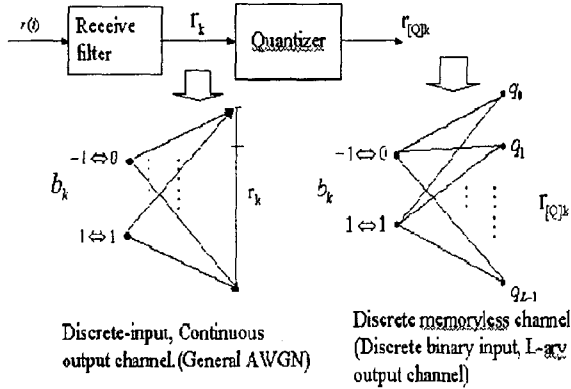 r(t)
Receive
filter
r_k
Quantizer
r_[Q]k
-1⇔0
b_k
1⇔1
r_k
Discrete-input, Continuous
output channel.(General AWGN)
q_0
q_1
-1⇔0
b_k
1⇔1
r_[Q]k
q_L-1
Discrete memoryless channel
(Discrete binary input, L-ary
output channel)